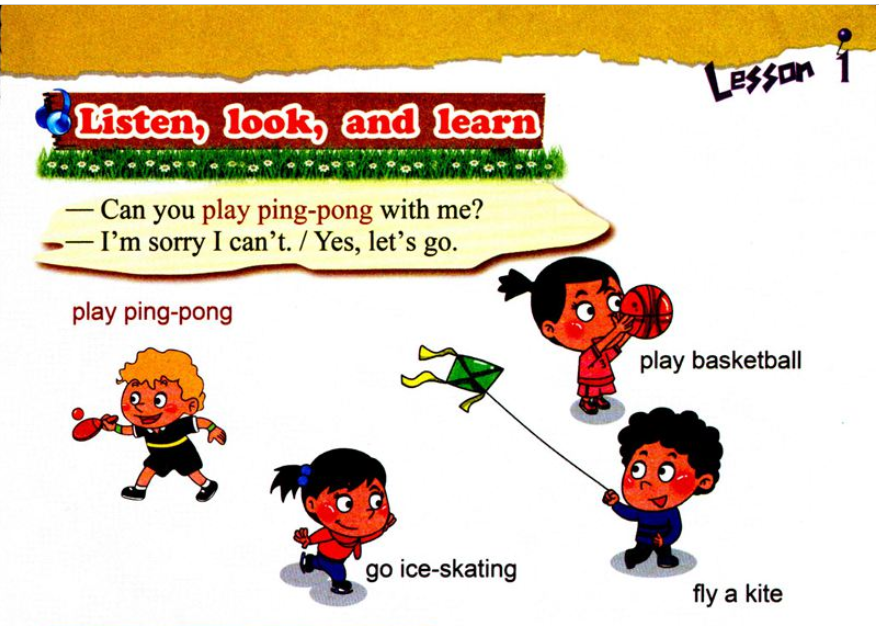 Lesson 1
Listen, look, and learn
— Can you play ping-pong with me?
— I'm sorry I can't. / Yes, let's go.
play ping-pong
play basketball
go ice-skating
fly a kite